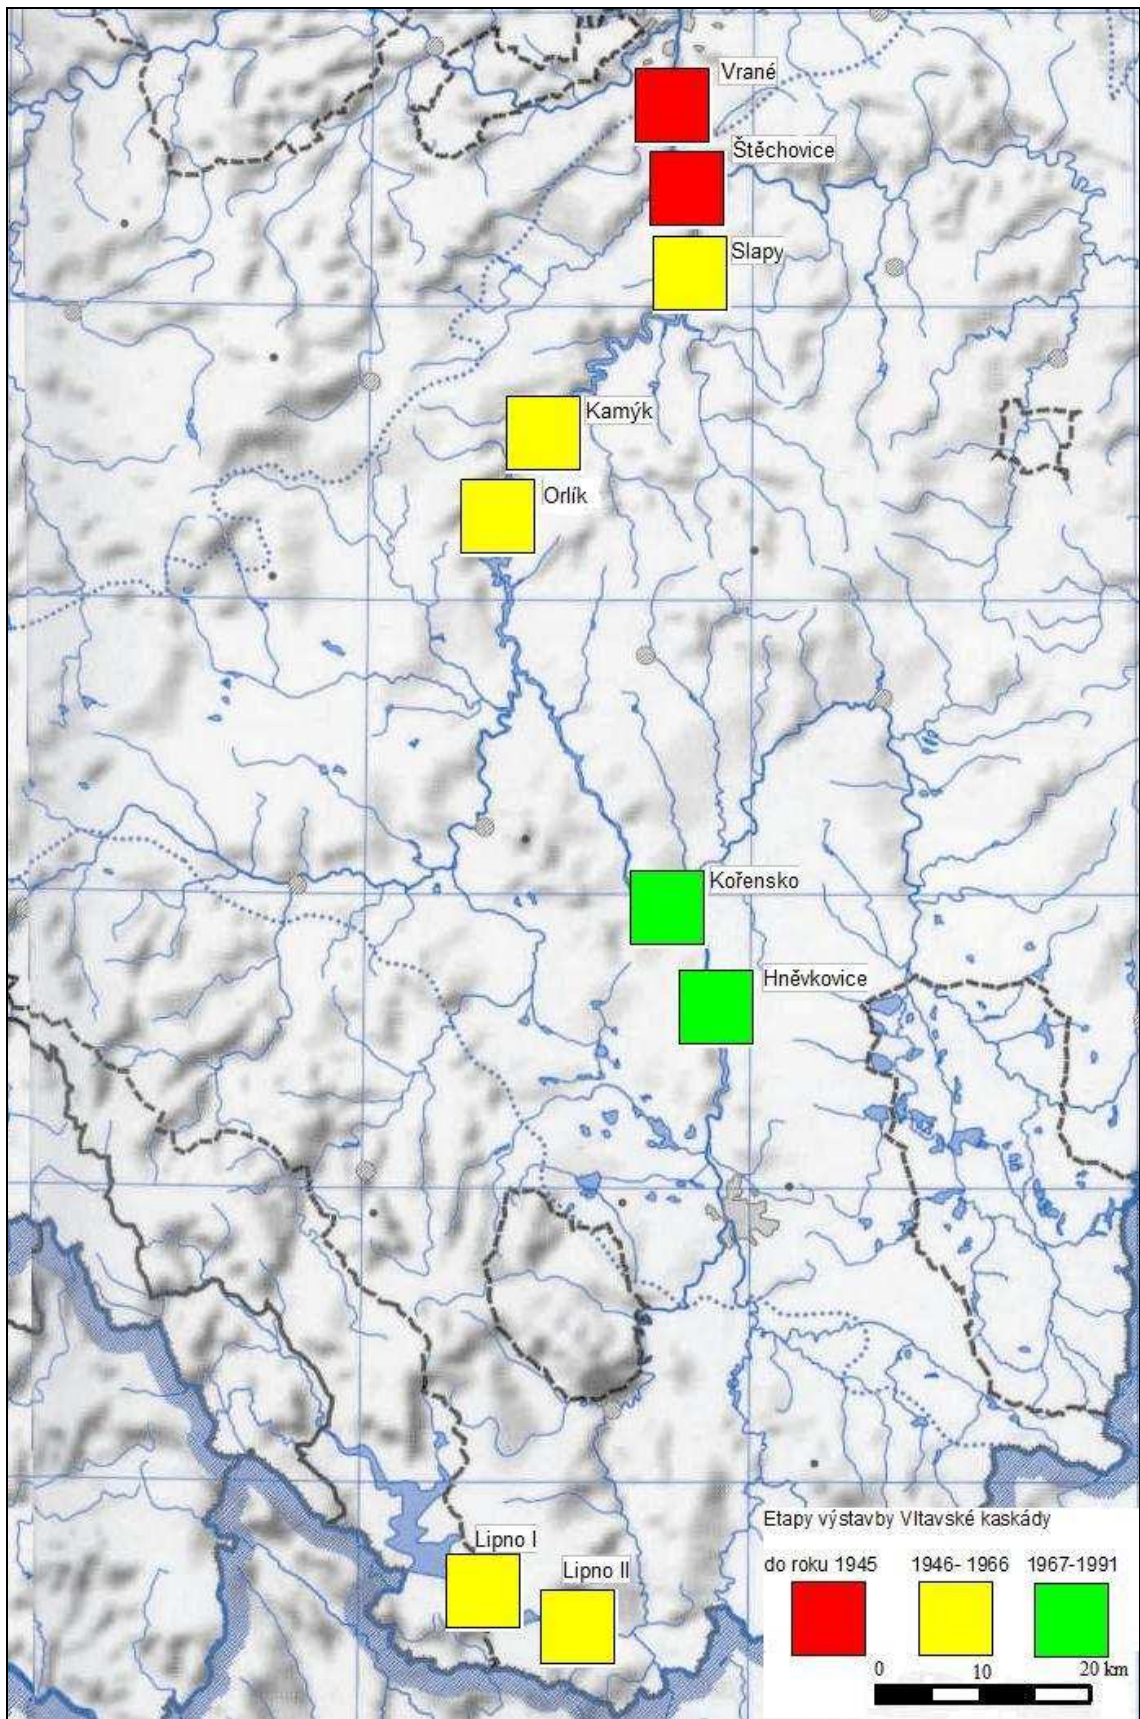 Vrané
Štěchovice
Slapy
Kamýk
Orlík
Kořensko
Hněvkovice
Lipno I
Lipno II
Etapy výstavby Vltavské kaskády
do roku 1945 1946- 1966 1967-1991
0 10 20 km